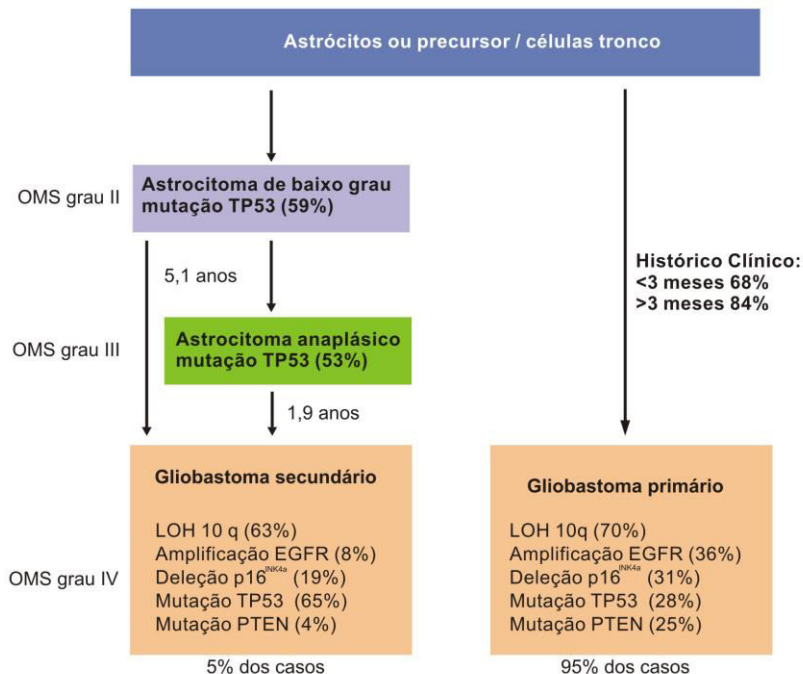 Astrócitos ou precursor / células tronco
OMS grau II
Astrocitoma de baixo grau
mutação TP53 (59%)
5,1 anos
Histórico Clínico:
<3 meses 68%
>3 meses 84%
OMS grau III
Astrocitoma anaplásico
mutação TP53 (53%)
1,9 anos
OMS grau IV
Gliobastoma secundário
LOH 10 q (63%)
Amplificação EGFR (8%)
Deleção p16 INK4a (19%)
Mutação TP53 (65%)
Mutação PTEN (4%)
5% dos casos
Gliobastoma primário
LOH 10q (70%)
Amplificação EGFR (36%)
Deleção p16 INK4a (31%)
Mutação TP53 (28%)
Mutação PTEN (25%)
95% dos casos